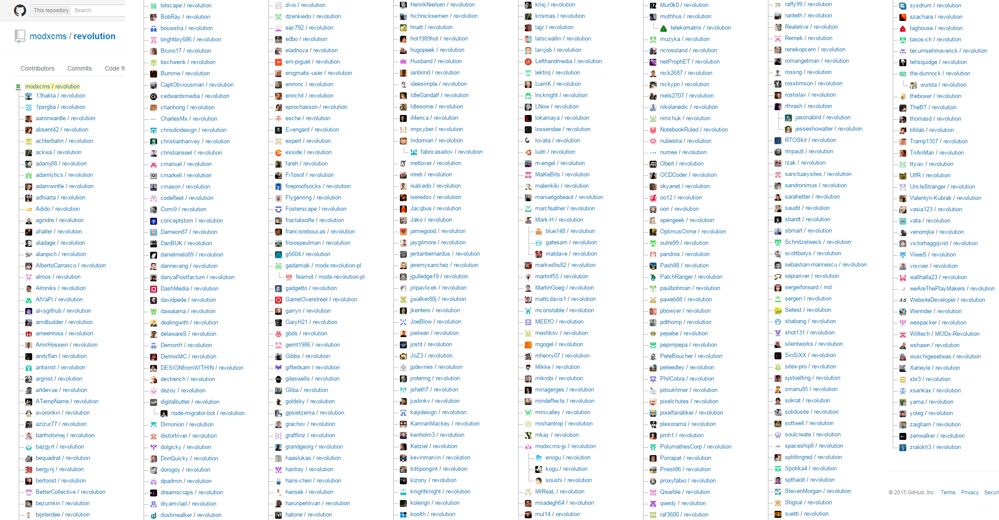 This repository Search
modxcms / revolution
Contributors Commits Code fr
modxcms / revolution
13hakta / revolution
1pxrgba / revolution
aaronwardle / revolution
absent42 / revolution
achterbahn / revolution
ackwa / revolution
adamj88 / revolution
adamlytics / revolution
adamwintle / revolution
adhiarta / revolution
Adido / revolution
agindre / revolution
ahaller / revolution
aladage / revolution
alanpich / revolution
AlbertoCarrasco / revolution
almox / revolution
Alroniks / revolution
AlVaPi / revolution
alvsgithub / revolution
amdbuilder / revolution
ameenross / revolution
AmirHossein / revolution
andyflan / revolution
antixrist / revolution
argnist / revolution
artdevue / revolution
ATempName / revolution
avoronkin / revolution
azizur77 / revolution
bartholomej / revolution
bazgyrt / revolution
bequadrat / revolution
bergynj / revolution
bertoost / revolution
BetterCollective / revolution
bezumkin / revolution
bijsterdee / revolution
bitscape / revolution
BobRay / revolution
bouwstra / revolution
brightbry686 / revolution
Bruno17 / revolution
bschwenk / revolution
Bumme / revolution
CaptObviousman / revolution
cedwardsmedia / revolution
chanhong / revolution
CharlesMx / revolution
chrisdindesign / revolution
christianhanvey / revolution
christianseel / revolution
cmanuel / revolution
cmarkell / revolution
cmason / revolution
codefleet / revolution
Comi9 / revolution
conceptstom / revolution
Dameon87 / revolution
DanBUK / revolution
danielmelo89 / revolution
dannevang / revolution
danyaPostfactum / revolution
DashMedia / revolution
davidpede / revolution
dawalama / revolution
dealingwith / revolution
delawareS / revolution
DemonH / revolution
DennisMC / revolution
DESIGNfromWITHIN / revolution
devtrench / revolution
dezoy / revolution
digitalbutter / revolution
node-migrator-bot / revolution
Dimonion / revolution
distortriver / revolution
dolgicky / revolution
DonQuicky / revolution
dorogoy / revolution
dpadmin / revolution
dreamscraps / revolution
dryamvlad / revolution
dustinwalker / revolution
dvio / revolution
dzenkiedo / revolution
eac792 / revolution
edbo / revolution
eladnova / revolution
em-piguet / revolution
enigmatic-user / revolution
enminc / revolution
enrichit / revolution
eprochasson / revolution
esche / revolution
Evengard / revolution
expert / revolution
exside / revolution
fareh / revolution
Fi1osof / revolution
fireproofsocks / revolution
Flygenring / revolution
Fosterscape / revolution
fractalwolfe / revolution
francisreboucas / revolution
frisospeulman / revolution
g5604 / revolution
gadamiak / modx-revolution-pl
fearnot / modx-revolution-pl
gadgetto / revolution
GarretOverstreet / revolution
garryn / revolution
GaryH21 / revolution
gbds / revolution
gerrit1986 / revolution
Gibbs / revolution
giftedsam / revolution
gileswells / revolution
Gliba / revolution
goldsky / revolution
gpsietzema / revolution
grachov / revolution
grafflinz / revolution
grandgeorg / revolution
haaslukas / revolution
hanlray / revolution
hans-chen / revolution
hansek / revolution
harunpehlivan / revolution
hatone / revolution
HenrikNielsen / revolution
hichnicksemen / revolution
hnatt / revolution
hot1989hot / revolution
hugopeek / revolution
Husband / revolution
ianbrind / revolution
ideesimple / revolution
IdleGandalf / revolution
Idlesome / revolution
iMerica / revolution
impcyber / revolution
Indomian / revolution
fabricasaitov / revolution
inetlover / revolution
inreti / revolution
isalcedo / revolution
iseredov / revolution
Jacqbus / revolution
Jako / revolution
jamiegood / revolution
jaygilmore / revolution
jentanbernardus / revolution
jeremysanchez / revolution
jgulledge19 / revolution
jiripavlicek / revolution
jjwalker80j / revolution
jkenters / revolution
JoeBlow / revolution
joelwan / revolution
josht / revolution
JoZ3 / revolution
jpdevries / revolution
jrotering / revolution
jsheth7 / revolution
justinkv / revolution
kaijidesign / revolution
KamranMackey / revolution
kenholm3 / revolution
Ketziel / revolution
kevinmarvin / revolution
kittipongint / revolution
kizony / revolution
knightknight / revolution
kolengri / revolution
koolth / revolution
krisj / revolution
krismas / revolution
lajjr / revolution
larscwallin / revolution
larvjob / revolution
Lefthandmedia / revolution
lektriq / revolution
LiamK / revolution
lncknight / revolution
LNow / revolution
lokamaya / revolution
lossendae / revolution
lovata / revolution
ludri / revolution
m-engel / revolution
MaKeBits / revolution
malenkiki / revolution
manuelgobeaut / revolution
marcfeather / revolution
Mark-H / revolution
blue148 / revolution
gatesam / revolution
matdave / revolution
markwillis82 / revolution
martinf55 / revolution
MartinGoeg / revolution
mattcdavis1 / revolution
mconstable / revolution
MEEfO / revolution
meshkov / revolution
mgogel / revolution
mhenry07 / revolution
Mikke / revolution
mikrobi / revolution
minagerges / revolution
mindeffects / revolution
minivalley / revolution
mishantrop / revolution
mkay / revolution
modxcms-jp / revolution
enogu / revolution
kogu / revolution
soushi / revolution
MrReaL / revolution
msadegh64 / revolution
mul14 / revolution
Mur0k0 / revolution
muthhus / revolution
telekomatrix / revolution
muzyka / revolution
ncrossland / revolution
netProphET / revolution
nick2687 / revolution
nickypn / revolution
niels2707 / revolution
nikolanedic / revolution
ninichuk / revolution
NotebookRuled / revolution
nubestra / revolution
numee / revolution
Obert / revolution
OCDCoder / revolution
okyanet / revolution
oo12 / revolution
oori / revolution
opengeek / revolution
OptimusCrime / revolution
outre99 / revolution
pandrox / revolution
Pash88 / revolution
PatchRanger / revolution
paulbohman / revolution
paweb88 / revolution
pbowyer / revolution
pdthomp / revolution
pepebe / revolution
pepimpepa / revolution
PeteBoucher / revolution
peteedley / revolution
PhilCobra / revolution
pitoukhmer / revolution
pixelchutes / revolution
pixelfanatiker / revolution
plexorama / revolution
pmh1 / revolution
PolumathesCorp / revolution
Porrapat / revolution
Priest86 / revolution
proxyfabio / revolution
Qwarble / revolution
qwedy / revolution
raf3600 / revolution
raffy99 / revolution
rariteth / revolution
Realetive / revolution
Remek / revolution
renekopcem / revolution
romangetman / revolution
rossng / revolution
rosstimson / revolution
rostislav / revolution
rthrash / revolution
jasonabird / revolution
jesseshowalter / revolution
RTOSkit / revolution
rtripault / revolution
rzak / revolution
sanctuarysites / revolution
sandronimus / revolution
sarahetter / revolution
saudit / revolution
sbardt / revolution
sbmart / revolution
Schnitzelweck / revolution
scottborys / revolution
sebastian-marinescu / revolution
sepiariver / revolution
sergeiforward / md
sergen / revolution
Setest / revolution
shabang / revolution
shot131 / revolution
silentworks / revolution
SinSiXX / revolution
sitex-pro / revolution
sjstoelting / revolution
smanu85 / revolution
sokrat / revolution
solidusite / revolution
sottwell / revolution
soulcreate / revolution
spaceship8 / revolution
splittingred / revolution
Spotika4 / revolution
spthaolt / revolution
StevenMorgan / revolution
Stigsal / revolution
suetti / revolution
sysdrum / revolution
szachara / revolution
taghouse / revolution
tasos-ch / revolution
tecumsehmaverick / revolution
tehsquidge / revolution
the-dunnock / revolution
wursta / revolution
theboxer / revolution
TheBT / revolution
thomasd / revolution
tillilab / revolution
Tramp1357 / revolution
TriAnMan / revolution
ttyiav / revolution
UlfR / revolution
UncleStranger / revolution
Valentyn-Kubrak / revolution
vasia123 / revolution
vata / revolution
venomjke / revolution
victorhaggqvist / revolution
ViieeS / revolution
visvoer / revolution
wallhalla23 / revolution
weAreThePlayMakers / revolution
WebsiteDeveloper / revolution
Wennder / revolution
wespacker / revolution
Willtech / MODx-Revolution
wshawn / revolution
wuschigesetwas / revolution
Xarieyle / revolution
xbr3 / revolution
xsankax / revolution
yama / revolution
yoleg / revolution
zaigham / revolution
zenwalker / revolution
zralokh3 / revolution
© 2015 GitHub, Inc. Terms Privacy Securi